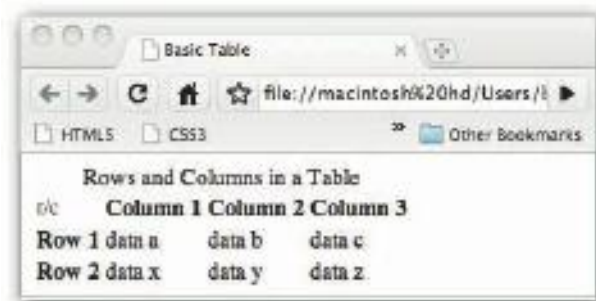 Basic Table
file://macintosh%20hd/Users/
HTML5 CSS3 » Other Bookmarks
Rows and Columns in a Table
r/c Column 1 Column 2 Column 3
Row 1 data a data b data c
Row 2 data x data y data z